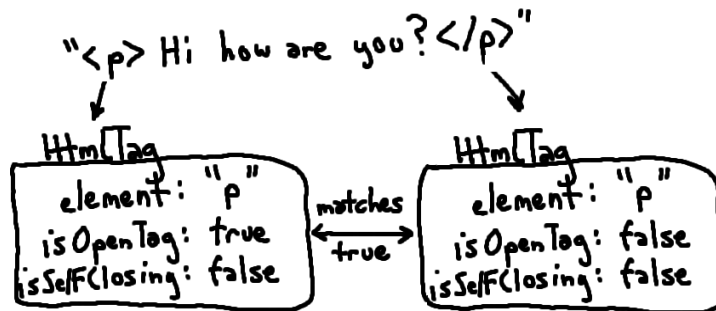 "<p> Hi how are you? </p>"
HtmlTag
element: "p"
isOpenTag: true
isSelfClosing: false
matches
true
HtmlTag
element: "p"
isOpenTag: false
isSelfClosing: false